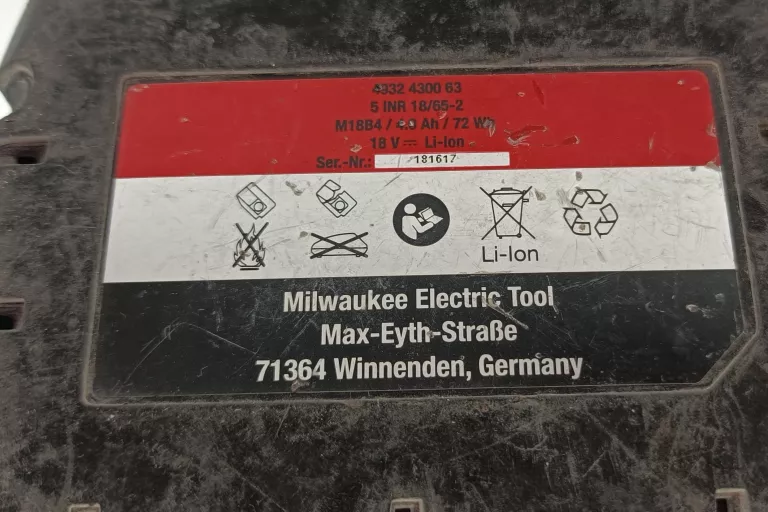 4932 4300 63
5 INR 18/65-2
M18B4 / 4.0 Ah / 72 Wh
18 V ⎓ Li-Ion
Ser.-Nr.: 181617
Li-Ion
Milwaukee Electric Tool
Max-Eyth-Straße
71364 Winnenden, Germany